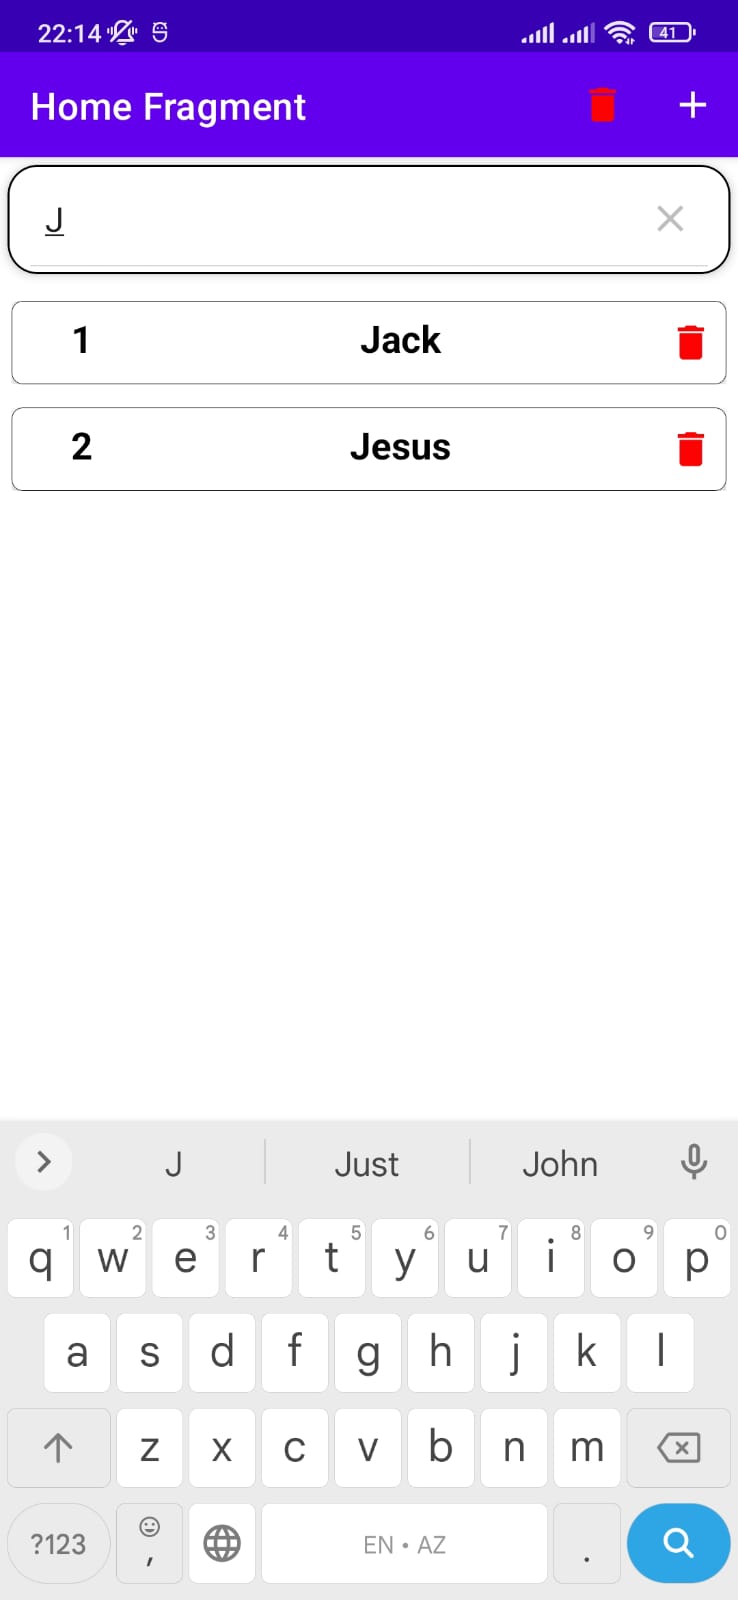 22:14 41
Home Fragment
J
1 Jack
2 Jesus
J Just John
1 2 3 4 5 6 7 8 9 0
q w e r t y u i o p
a s d f g h j k l
z x c v b n m
?123 , EN • AZ .